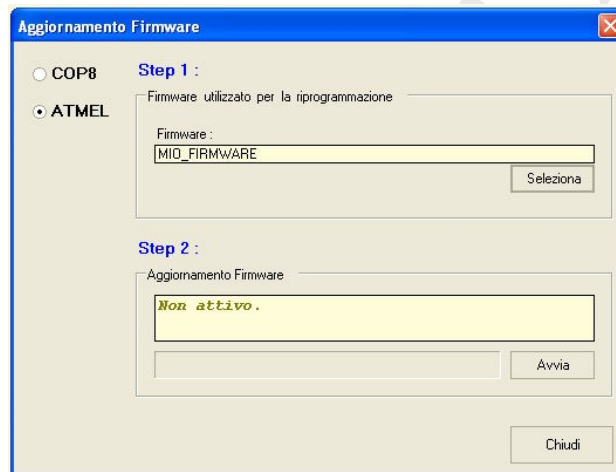 Aggiornamento Firmware
COP8
ATMEL
Step 1 :
Firmware utilizzato per la riprogrammazione
Firmware :
MIO_FIRMWARE
Seleziona
Step 2 :
Aggiornamento Firmware
Non attivo.
Avvia
Chiudi